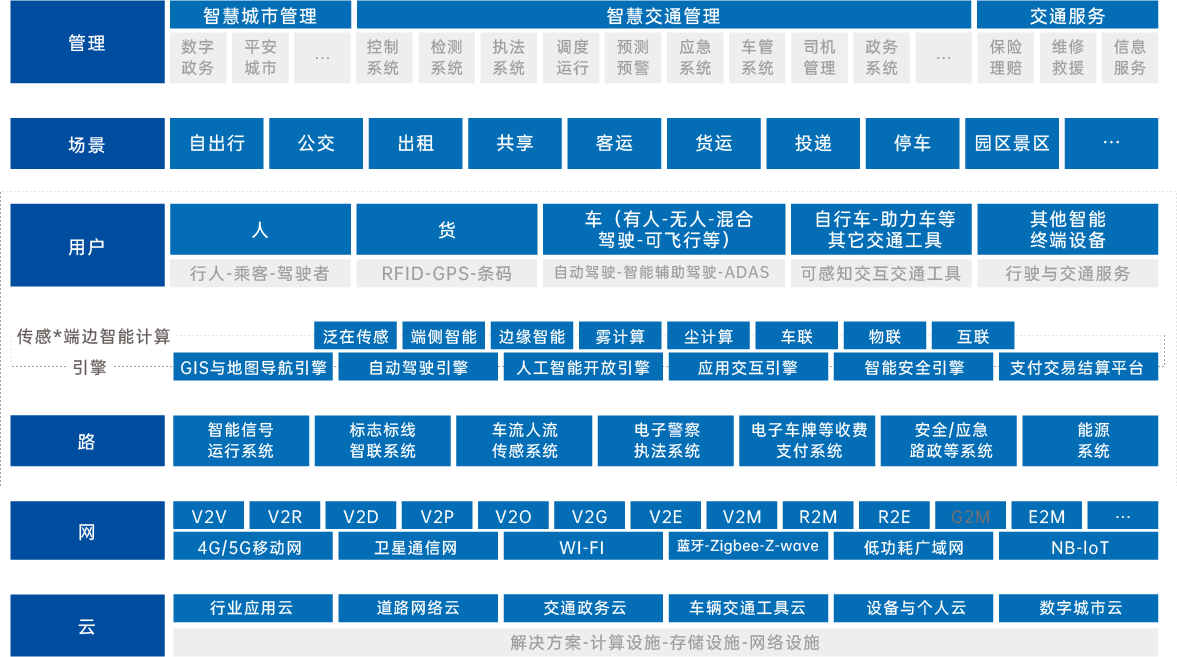 管理
智慧城市管理
智慧交通管理
交通服务
数字
政务
平安
城市
...
控制
系统
检测
系统
执法
系统
调度
运行
预测
预警
应急
系统
车管
系统
司机
管理
政务
系统
...
保险
理赔
维修
救援
信息
服务
场景
自出行
公交
出租
共享
客运
货运
投递
停车
园区景区
...
用户
人
货
车（有人-无人-混合
驾驶-可飞行等）
自行车-助力车等
其它交通工具
其他智能
终端设备
行人-乘客-驾驶者
RFID-GPS-条码
自动驾驶-智能辅助驾驶-ADAS
可感知交互交通工具
行驶与交通服务
传感*端边智能计算
引擎
泛在传感
端侧智能
边缘智能
雾计算
尘计算
车联
物联
互联
GIS与地图导航引擎
自动驾驶引擎
人工智能开放引擎
应用交互引擎
智能安全引擎
支付交易结算平台
路
智能信号
运行系统
标志标线
智联系统
车流人流
传感系统
电子警察
执法系统
电子车牌等收费
支付系统
安全/应急
路政等系统
能源
系统
网
V2V
V2R
V2D
V2P
V2O
V2G
V2E
V2M
R2M
R2E
G2M
E2M
...
4G/5G移动网
卫星通信网
WI-FI
蓝牙-Zigbee-Z-wave
低功耗广域网
NB-loT
云
行业应用云
道路网络云
交通政务云
车辆交通工具云
设备与个人云
数字城市云
解决方案-计算设施-存储设施-网络设施